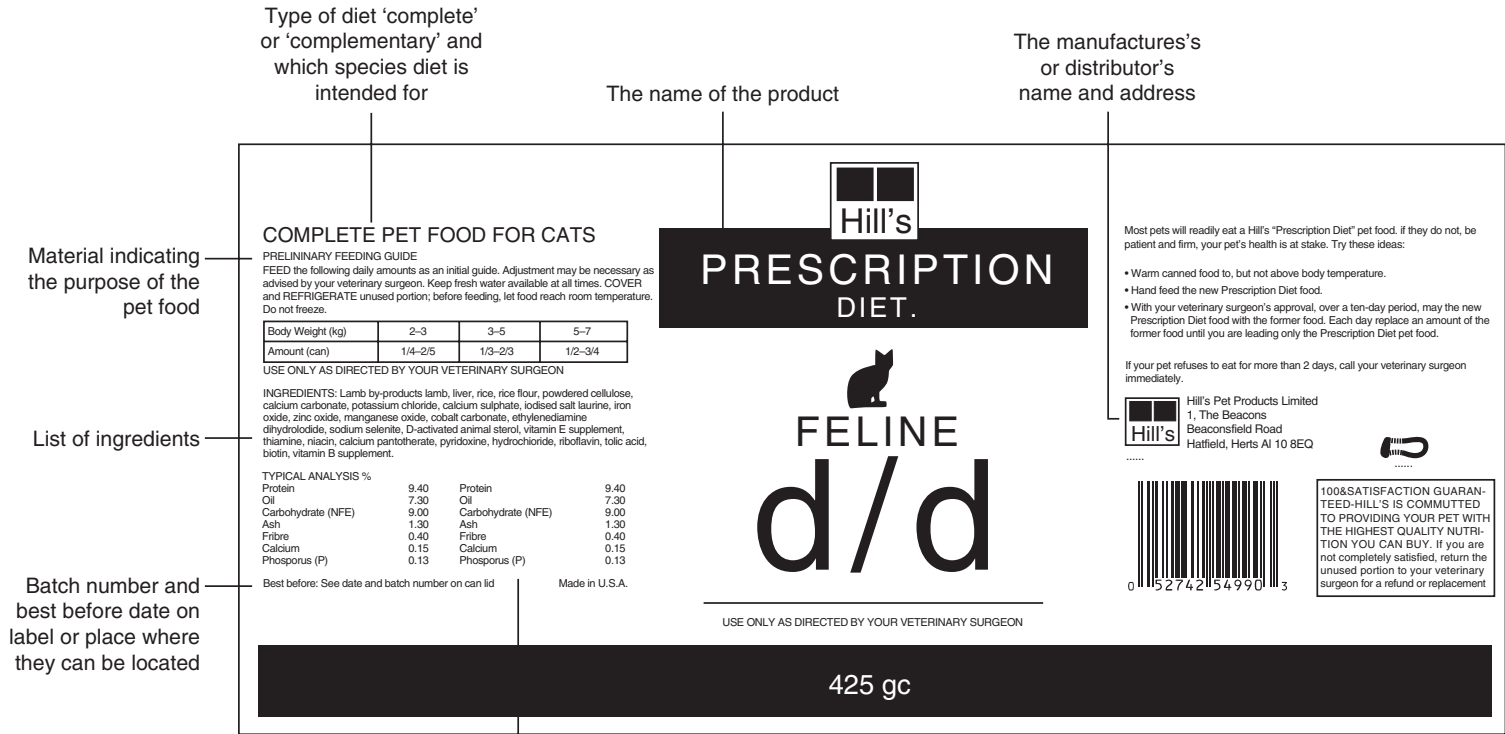 Type of diet ‘complete’
or ‘complementary’ and
which species diet is
intended for
The name of the product
The manufactures’s
or distributor’s
name and address
Material indicating
the purpose of the
pet food
List of ingredients
Batch number and
best before date on
label or place where
they can be located
COMPLETE PET FOOD FOR CATS
PRELININARY FEEDING GUIDE
FEED the following daily amounts as an initial guide. Adjustment may be necessary as
advised by your veterinary surgeon. Keep fresh water available at all times. COVER
and REFRIGERATE unused portion; before feeding, let food reach room temperature.
Do not freeze.
Body Weight (kg) 2–3 3–5 5–7
Amount (can) 1/4–2/5 1/3–2/3 1/2–3/4
USE ONLY AS DIRECTED BY YOUR VETERINARY SURGEON
INGREDIENTS: Lamb by-products lamb, liver, rice, rice flour, powdered cellulose,
calcium carbonate, potassium chloride, calcium sulphate, iodised salt laurine, iron
oxide, zinc oxide, manganese oxide, cobalt carbonate, ethylenediamine
dihydrolodide, sodium selenite, D-activated animal sterol, vitamin E supplement,
thiamine, niacin, calcium pantotherate, pyridoxine, hydrochioride, riboflavin, tolic acid,
biotin, vitamin B supplement.
TYPICAL ANALYSIS %
Protein 9.40 Protein 9.40
Oil 7.30 Oil 7.30
Carbohydrate (NFE) 9.00 Carbohydrate (NFE) 9.00
Ash 1.30 Ash 1.30
Fribre 0.40 Fribre 0.40
Calcium 0.15 Calcium 0.15
Phosporus (P) 0.13 Phosporus (P) 0.13
Best before: See date and batch number on can lid Made in U.S.A.
Hill’s
PRESCRIPTION
DIET.
FELINE
d/d
USE ONLY AS DIRECTED BY YOUR VETERINARY SURGEON
Most pets will readily eat a Hill’s “Prescription Diet” pet food. if they do not, be
patient and firm, your pet’s health is at stake. Try these ideas:
• Warm canned food to, but not above body temperature.
• Hand feed the new Prescription Diet food.
• With your veterinary surgeon’s approval, over a ten-day period, may the new
Prescription Diet food with the former food. Each day replace an amount of the
former food until you are leading only the Prescription Diet pet food.
If your pet refuses to eat for more than 2 days, call your veterinary surgeon
immediately.
Hill’s
Hill’s Pet Products Limited
1, The Beacons
Beaconsfield Road
Hatfield, Herts Al 10 8EQ
......
......
0 52742 54990 3
100&SATISFACTION GUARAN-
TEED-HILL’S IS COMMUTTED
TO PROVIDING YOUR PET WITH
THE HIGHEST QUALITY NUTRI-
TION YOU CAN BUY. If you are
not completely satisfied, return the
unused portion to your veterinary
surgeon for a refund or replacement
425 gc